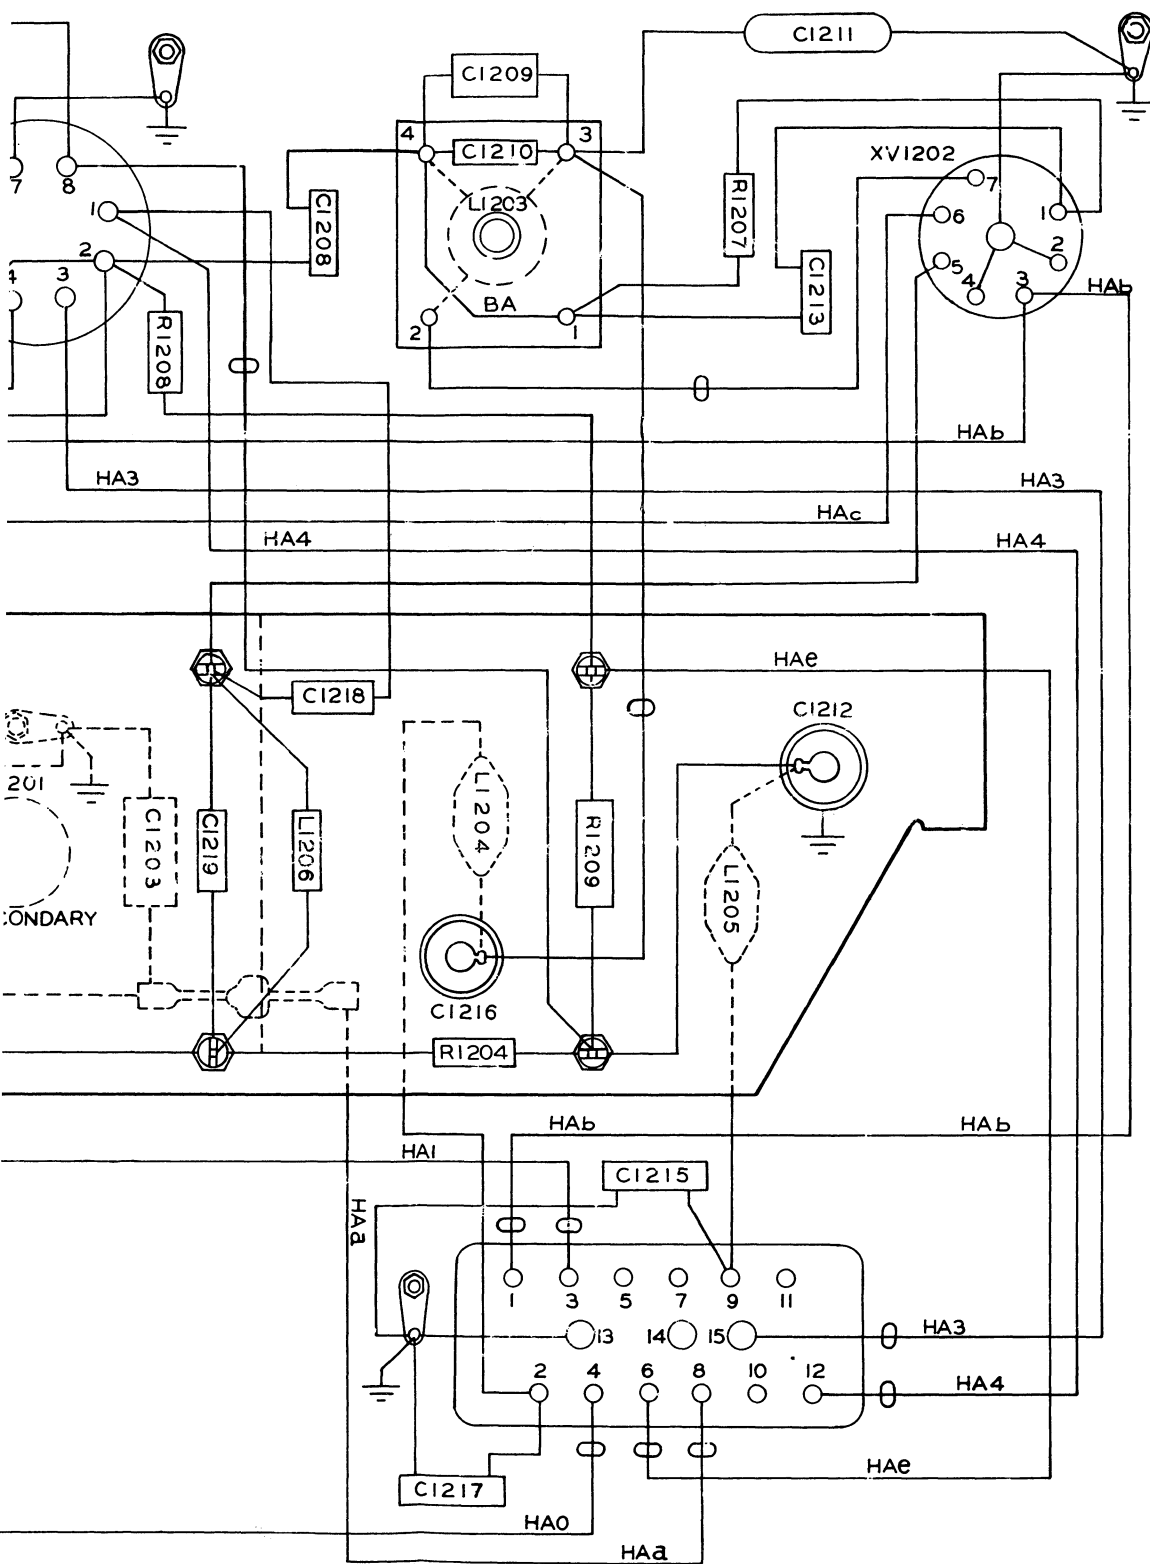 C1211
C1209
4
3
C1210
XV1202
7
8
7
L1203
R1207
1
6
1
C1208
2
2
5
C1213
4
3
4
3
HAb
BA
R1208
2
1
HAb
HA3
HA3
HAc
HA4
HA4
HAe
C1218
C1212
201
C1203
C1219
L1206
L1204
R1209
L1205
CONDARY
C1216
R1204
HAb
HAb
HA1
C1215
HAa
1
3
5
7
9
11
13
14
15
HA3
2
4
6
8
10
12
HA4
HAe
C1217
HAO
HAa